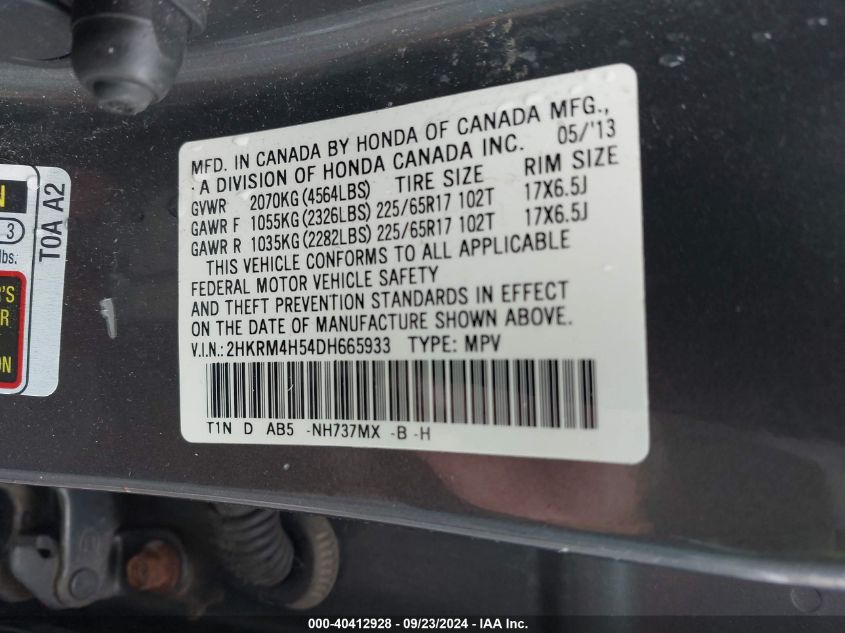 MFD. IN CANADA BY HONDA OF CANADA MFG.,
A DIVISION OF HONDA CANADA INC. 05/'13
GVWR 2070KG (4564LBS) TIRE SIZE RIM SIZE
GAWR F 1055KG (2326LBS) 225/65R17 102T 17X6.5J
GAWR R 1035KG (2282LBS) 225/65R17 102T 17X6.5J
THIS VEHICLE CONFORMS TO ALL APPLICABLE
FEDERAL MOTOR VEHICLE SAFETY
AND THEFT PREVENTION STANDARDS IN EFFECT
ON THE DATE OF MANUFACTURE SHOWN ABOVE.
V.I.N.: 2HKRM4H54DH665933 TYPE: MPV
T1N D AB5 -NH737MX -B -H
N
3
lbs.
T0A A2
R'S
ER
ION
000-40412928 - 09/23/2024 - IAA Inc.